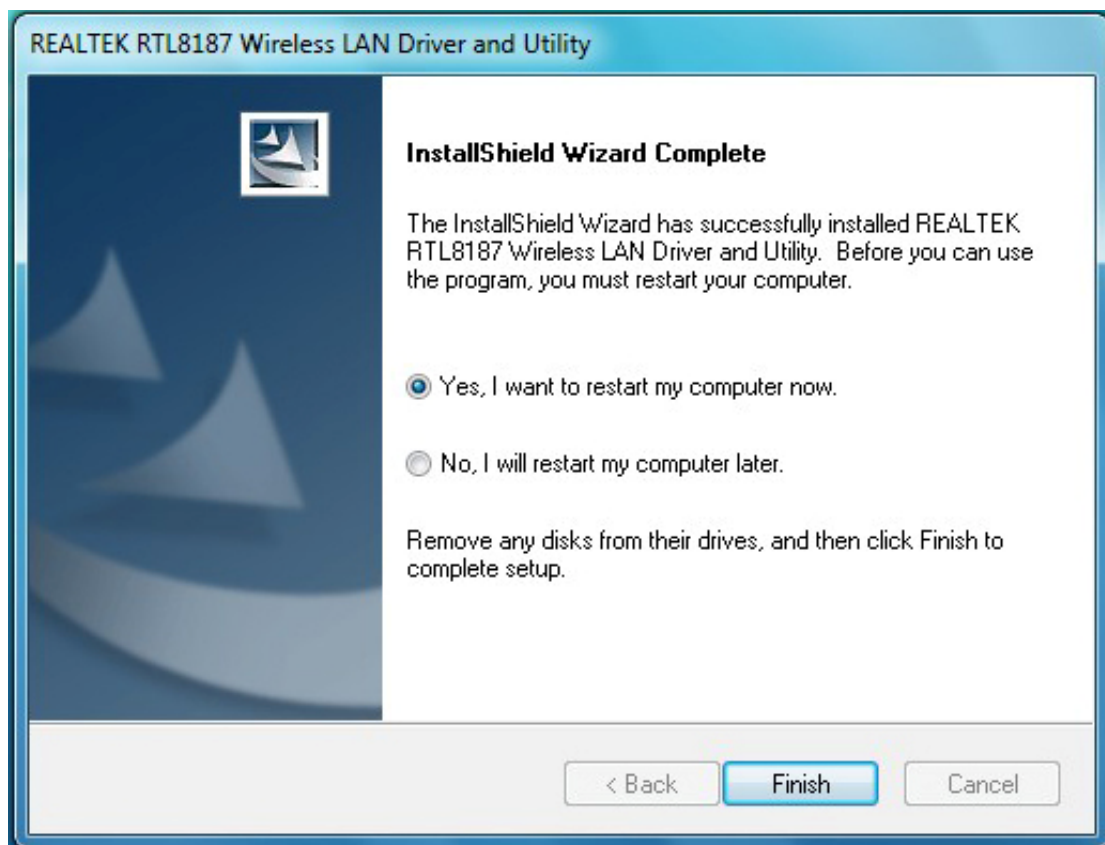 REALTEK RTL8187 Wireless LAN Driver and Utility
InstallShield Wizard Complete
The InstallShield Wizard has successfully installed REALTEK
RTL8187 Wireless LAN Driver and Utility.  Before you can use
the program, you must restart your computer.
Yes, I want to restart my computer now.
No, I will restart my computer later.
Remove any disks from their drives, and then click Finish to
complete setup.
< Back
Finish
Cancel